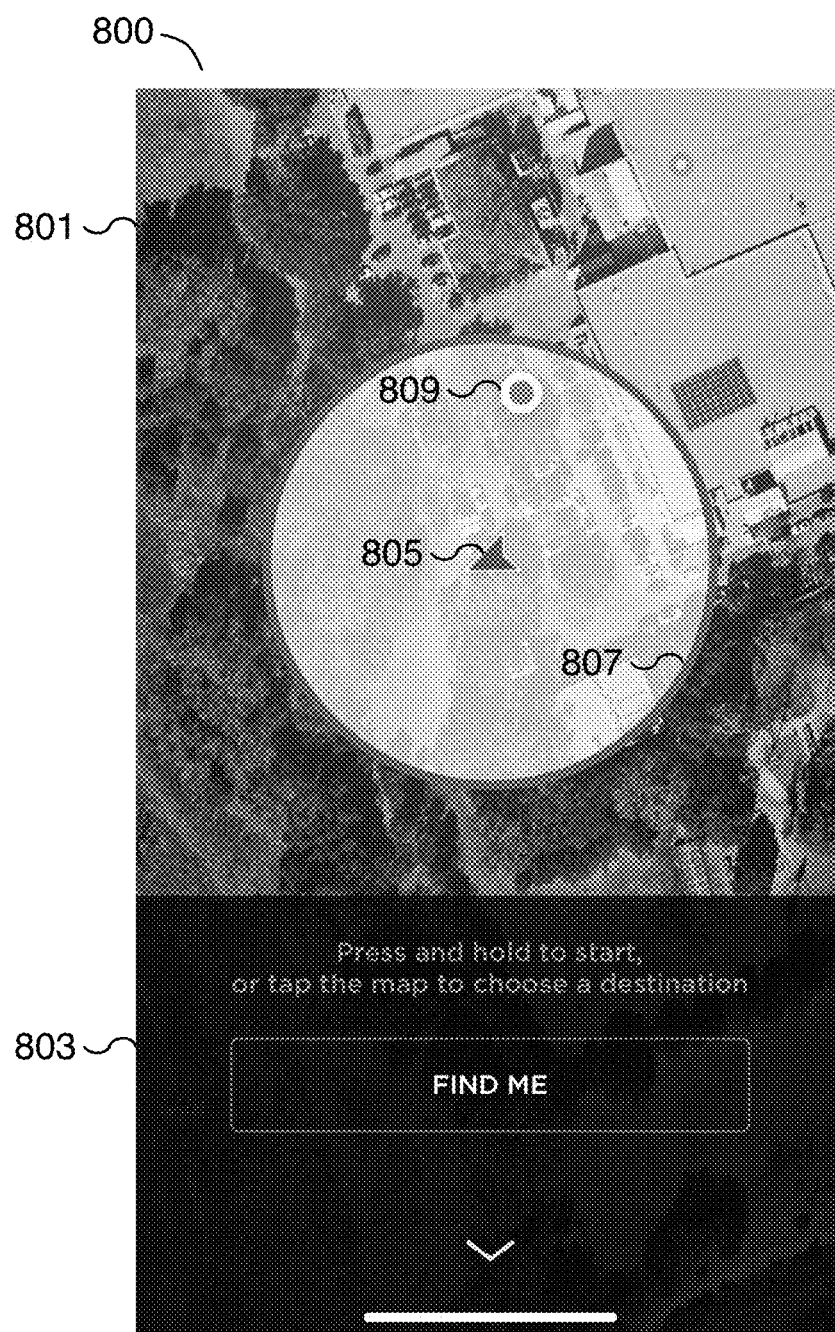 800
801
809
805
807
Press and hold to start,
or tap the map to choose a destination
803
FIND ME